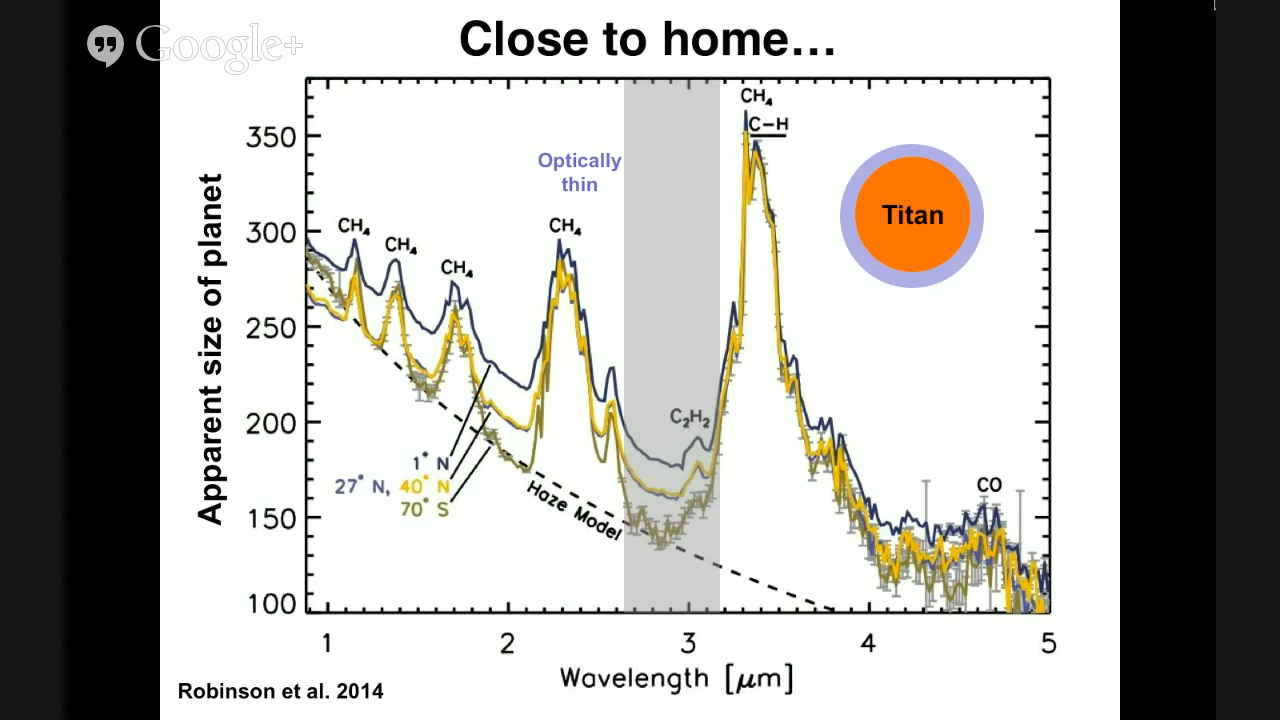 Google+
Close to home…
Apparent size of planet
350
300
250
200
150
100
CH₄
CH₄
CH₄
CH₄
Optically
thin
C₂H₂
CH₄
C–H
Titan
1° N
27° N, 40° N
70° S
Haze Model
CO
1 2 3 4 5
Wavelength [μm]
Robinson et al. 2014